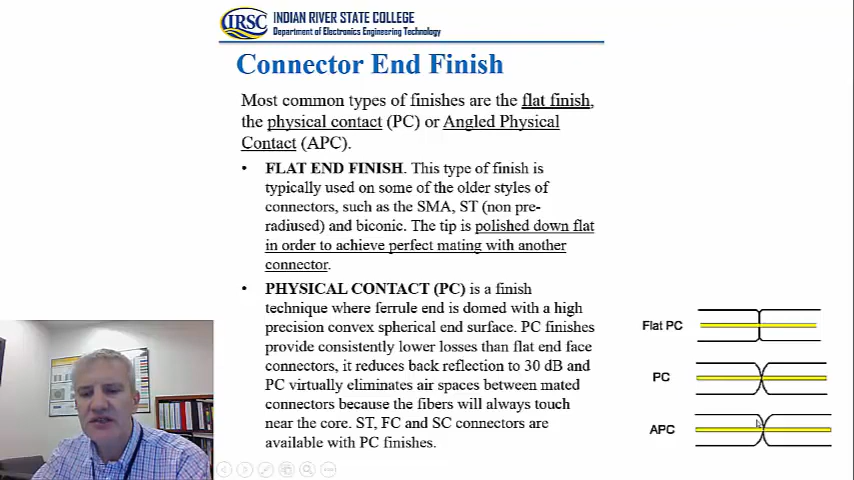 IRSC
INDIAN RIVER STATE COLLEGE
Department of Electronics Engineering Technology
Connector End Finish
Most common types of finishes are the flat finish,
the physical contact (PC) or Angled Physical
Contact (APC).
• FLAT END FINISH. This type of finish is
typically used on some of the older styles of
connectors, such as the SMA, ST (non pre-
radiused) and biconic. The tip is polished down flat
in order to achieve perfect mating with another
connector.
• PHYSICAL CONTACT (PC) is a finish
technique where ferrule end is domed with a high
precision convex spherical end surface. PC finishes
provide consistently lower losses than flat end face
connectors, it reduces back reflection to 30 dB and
PC virtually eliminates air spaces between mated
connectors because the fibers will always touch
near the core. ST, FC and SC connectors are
available with PC finishes.
Flat PC
PC
APC